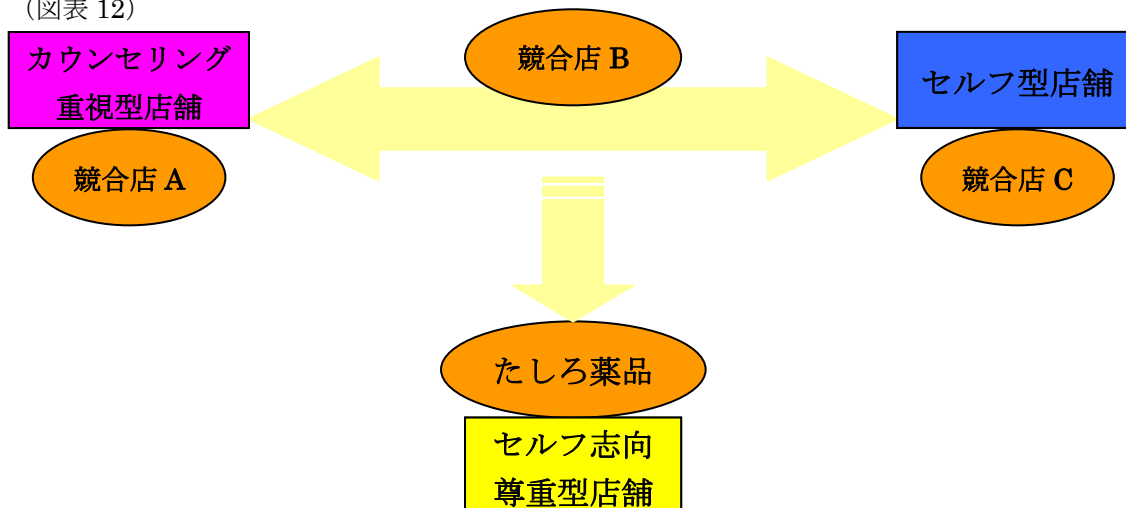 (図表 12)
カウンセリング
重視型店舗
競合店 B
セルフ型店舗
競合店 A
競合店 C
たしろ薬品
セルフ志向
尊重型店舗